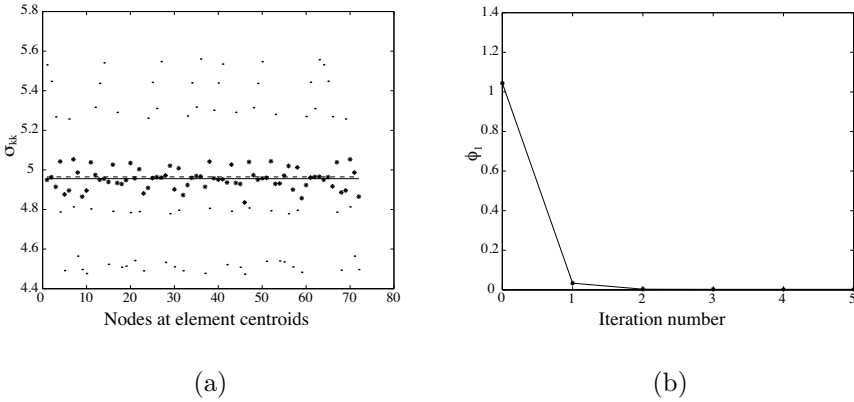 5.8
5.6
5.4
5.2
5
4.8
4.6
4.4
σkk
0 10 20 30 40 50 60 70 80
Nodes at element centroids
(a)
1.4
1.2
1
0.8
0.6
0.4
0.2
0
ϕ1
0 1 2 3 4 5
Iteration number
(b)